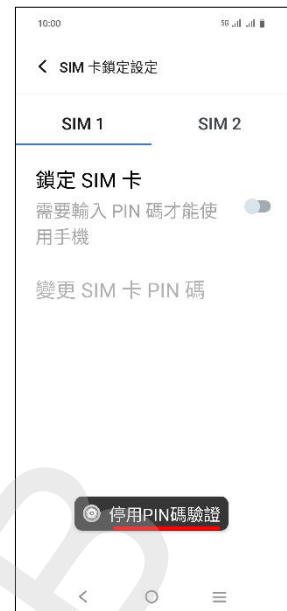 10:00 5G
SIM 卡鎖定設定
SIM 1 SIM 2
鎖定 SIM 卡
需要輸入 PIN 碼才能使
用手機
變更 SIM 卡 PIN 碼
停用PIN碼驗證